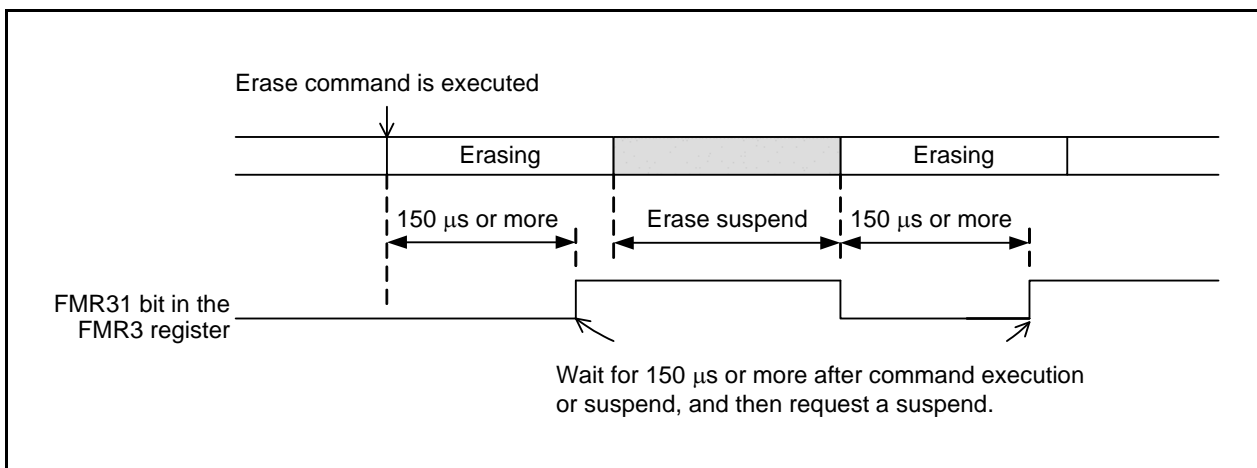 Erase command is executed
Erasing
Erasing
150 μs or more
Erase suspend
150 μs or more
FMR31 bit in the
FMR3 register
Wait for 150 μs or more after command execution
or suspend, and then request a suspend.